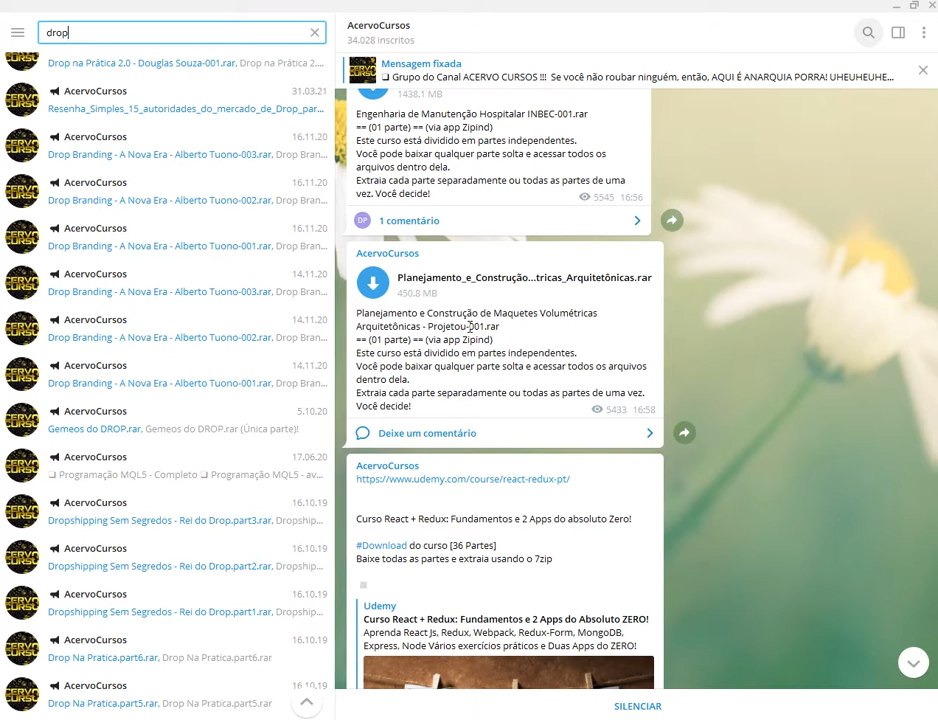 drop
Drop na Prática 2.0 - Douglas Souza-001.rar, Drop na Prática 2....
AcervoCursos 31.03.21
Resenha_Simples_15_autoridades_do_mercado_de_Drop_par...
AcervoCursos 16.11.20
Drop Branding - A Nova Era - Alberto Tuono-003.rar, Drop Bran...
AcervoCursos 16.11.20
Drop Branding - A Nova Era - Alberto Tuono-002.rar, Drop Bran...
AcervoCursos 16.11.20
Drop Branding - A Nova Era - Alberto Tuono-001.rar, Drop Bran...
AcervoCursos 14.11.20
Drop Branding - A Nova Era - Alberto Tuono-003.rar, Drop Bran...
AcervoCursos 14.11.20
Drop Branding - A Nova Era - Alberto Tuono-002.rar, Drop Bran...
AcervoCursos 14.11.20
Drop Branding - A Nova Era - Alberto Tuono-001.rar, Drop Bran...
AcervoCursos 5.10.20
Gemeos do DROP.rar, Gemeos do DROP.rar (Única parte)!
AcervoCursos 17.06.20
❏ Programação MQL5 - Completo ❏ Programação MQL5 - av...
AcervoCursos 16.10.19
Dropshipping Sem Segredos - Rei do Drop.part3.rar, Dropship...
AcervoCursos 16.10.19
Dropshipping Sem Segredos - Rei do Drop.part2.rar, Dropship...
AcervoCursos 16.10.19
Dropshipping Sem Segredos - Rei do Drop.part1.rar, Dropship...
AcervoCursos 16.10.19
Drop Na Pratica.part6.rar, Drop Na Pratica.part6.rar
AcervoCursos 16.10.19
Drop Na Pratica.part5.rar, Drop Na Pratica.part5.rar
AcervoCursos
34.028 inscritos
Mensagem fixada
❏ Grupo do Canal ACERVO CURSOS !!! Se você não roubar ninguém, então, AQUI É ANARQUIA PORRA! UHEUHEUHE...
1438.1 MB
Engenharia de Manutenção Hospitalar INBEC-001.rar
== (01 parte) == (via app Zipind)
Este curso está dividido em partes independentes.
Você pode baixar qualquer parte solta e acessar todos os
arquivos dentro dela.
Extraia cada parte separadamente ou todas as partes de uma
vez. Você decide!
5545 16:56
DP 1 comentário
AcervoCursos
Planejamento_e_Construção...tricas_Arquitetônicas.rar
450.8 MB
Planejamento e Construção de Maquetes Volumétricas
Arquitetônicas - Projetou-001.rar
== (01 parte) == (via app Zipind)
Este curso está dividido em partes independentes.
Você pode baixar qualquer parte solta e acessar todos os arquivos
dentro dela.
Extraia cada parte separadamente ou todas as partes de uma vez.
Você decide!
5433 16:58
Deixe um comentário
AcervoCursos
https://www.udemy.com/course/react-redux-pt/
Curso React + Redux: Fundamentos e 2 Apps do absoluto Zero!
#Download do curso [36 Partes]
Baixe todas as partes e extraia usando o 7zip
Udemy
Curso React + Redux: Fundamentos e 2 Apps do Absoluto ZERO!
Aprenda React Js, Redux, Webpack, Redux-Form, MongoDB,
Express, Node Vários exercícios práticos e Duas Apps do ZERO!
SILENCIAR